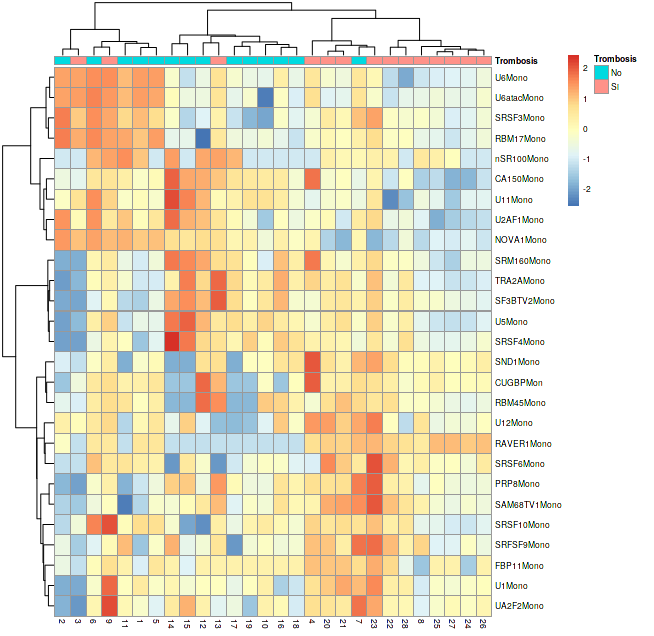 Trombosis
Trombosis
No
SI
2
1
0
-1
-2
U6Mono
U6atacMono
SRSF3Mono
RBM17Mono
nSR100Mono
CA150Mono
U11Mono
U2AF1Mono
NOVA1Mono
SRM160Mono
TRA2AMono
SF3BTV2Mono
U5Mono
SRSF4Mono
SND1Mono
CUGBPMon
RBM45Mono
U12Mono
RAVER1Mono
SRSF6Mono
PRP8Mono
SAM68TV1Mono
SRSF10Mono
SRFSF9Mono
FBP11Mono
U1Mono
UA2F2Mono
2 3 6 9 11 1 5 14 15 12 13 17 19 10 16 18 4 20 21 7 23 22 28 8 25 27 24 26